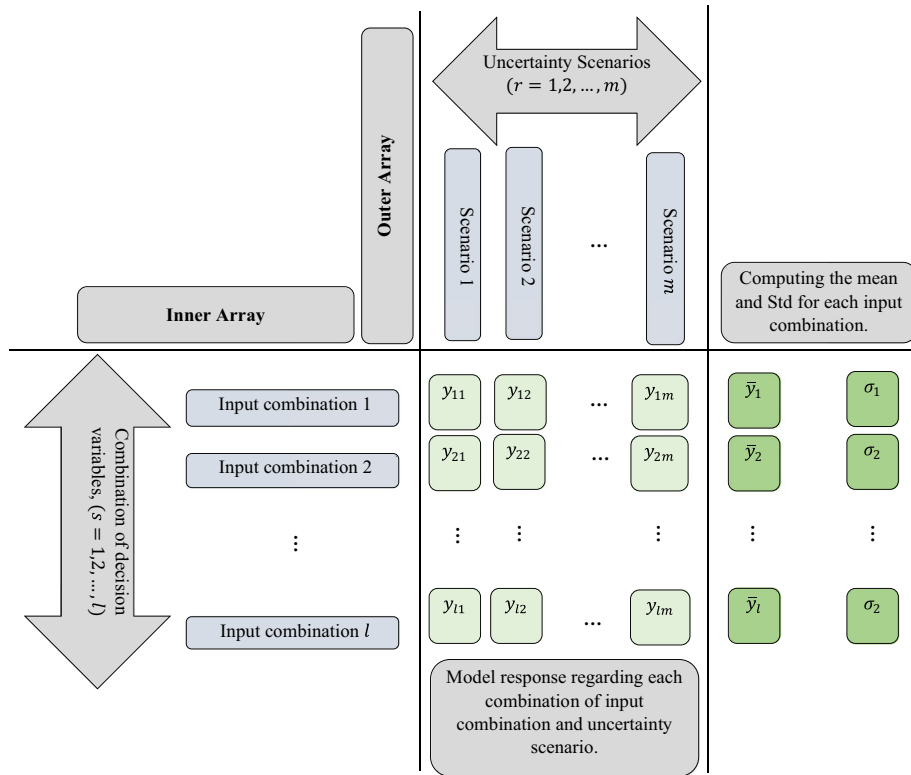 Uncertainty Scenarios
(r = 1,2, … , m)
Outer Array
Scenario 1
Scenario 2
...
Scenario m
Inner Array
Computing the mean
and Std for each input
combination.
Combination of decision
variables, (s = 1,2, … , l)
Input combination 1
y₁₁ y₁₂ ... y₁ₘ ȳ₁ σ₁
Input combination 2
y₂₁ y₂₂ ... y₂ₘ ȳ₂ σ₂
⋮ ⋮ ⋮ ⋮ ⋮ ⋮
Input combination l
yₗ₁ yₗ₂ ... yₗₘ ȳₗ σ₂
Model response regarding each
combination of input
combination and uncertainty
scenario.